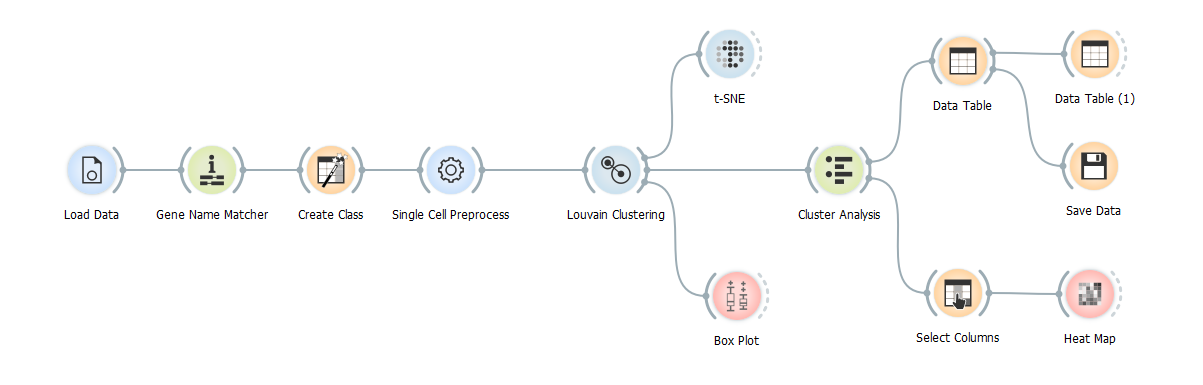 t-SNE
Data Table
Data Table (1)
Load Data
Gene Name Matcher
Create Class
Single Cell Preprocess
Louvain Clustering
Cluster Analysis
Save Data
Box Plot
Select Columns
Heat Map